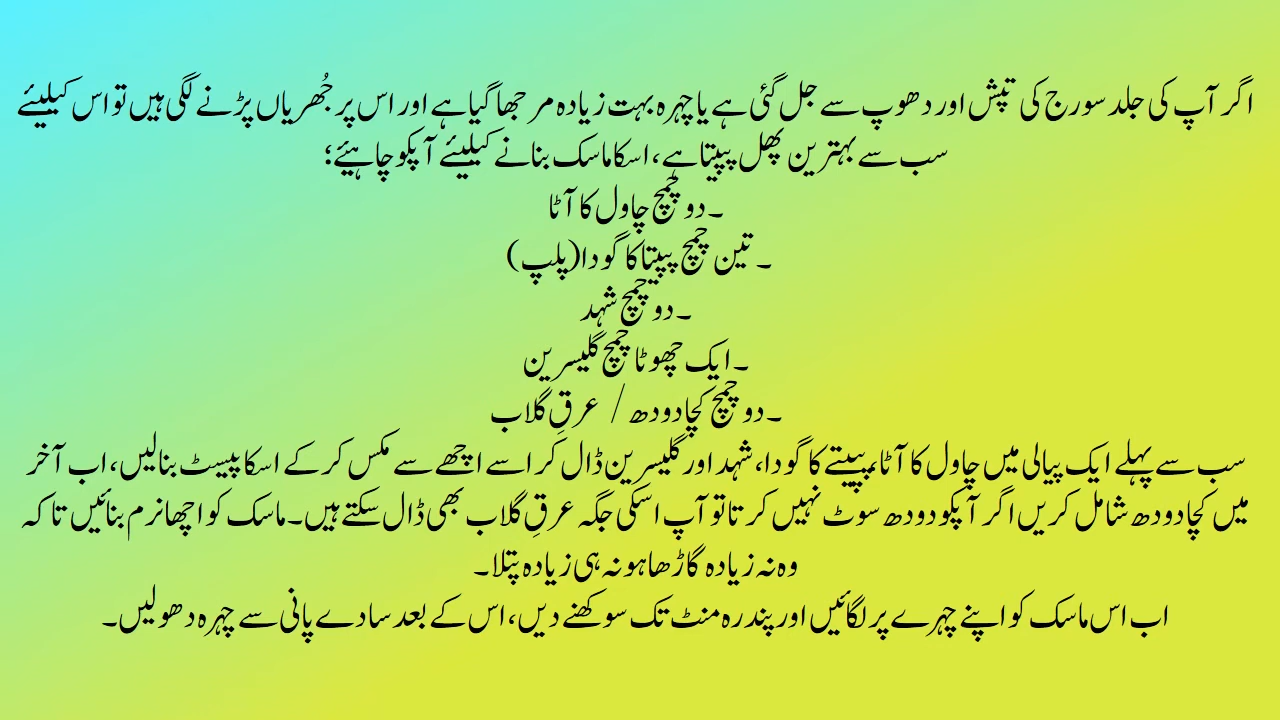 اگر آپ کی جلد سورج کی تپش اور دھوپ سے جل گئی ہے یا چہرہ بہت زیادہ مرجھا گیا ہے اور اس پر جُھریاں پڑنے لگی ہیں تو اس کیلیئے
سب سے بہترین پھل پپیتا ہے، اسکا ماسک بنانے کیلیئے آپکو چاہیئے؛
۔دو چمچ چاول کا آٹا
۔ تین چمچ پپیتا کا گودا(پلپ)
۔دو چمچ شہد
۔ایک چھوٹا چمچ گلیسرین
۔دو چمچ کچا دودھ / عرقِ گلاب
سب سے پہلے ایک پیالی میں چاول کا آٹا، پپیتے کا گودا، شہد اور گلیسرین ڈال کر اسے اچھے سے مکس کر کے اسکا پیسٹ بنالیں، اب آخر
میں کچا دودھ شامل کریں اگر آپکو دودھ سوٹ نہیں کرتا تو آپ اسکی جگہ عرقِ گلاب بھی ڈال سکتے ہیں۔ماسک کو اچھا نرم بنائیں تا کہ
وہ نہ زیادہ گاڑھا ہو نہ ہی زیادہ پتلا۔
اب اس ماسک کو اپنے چہرے پر لگائیں اور پندرہ منٹ تک سوکھنے دیں، اس کے بعد سادے پانی سے چہرہ دھولیں۔